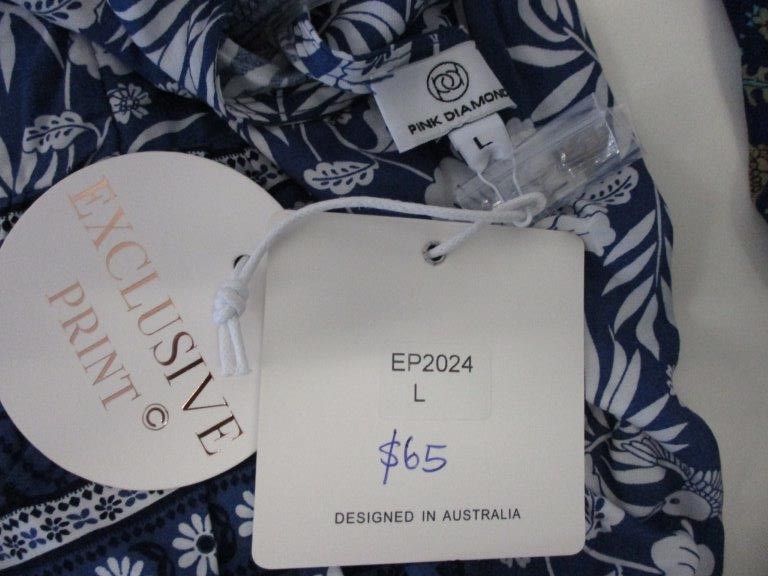 PINK DIAMOND
L
EXCLUSIVE
PRINT ©
EP2024
L
$65
DESIGNED IN AUSTRALIA